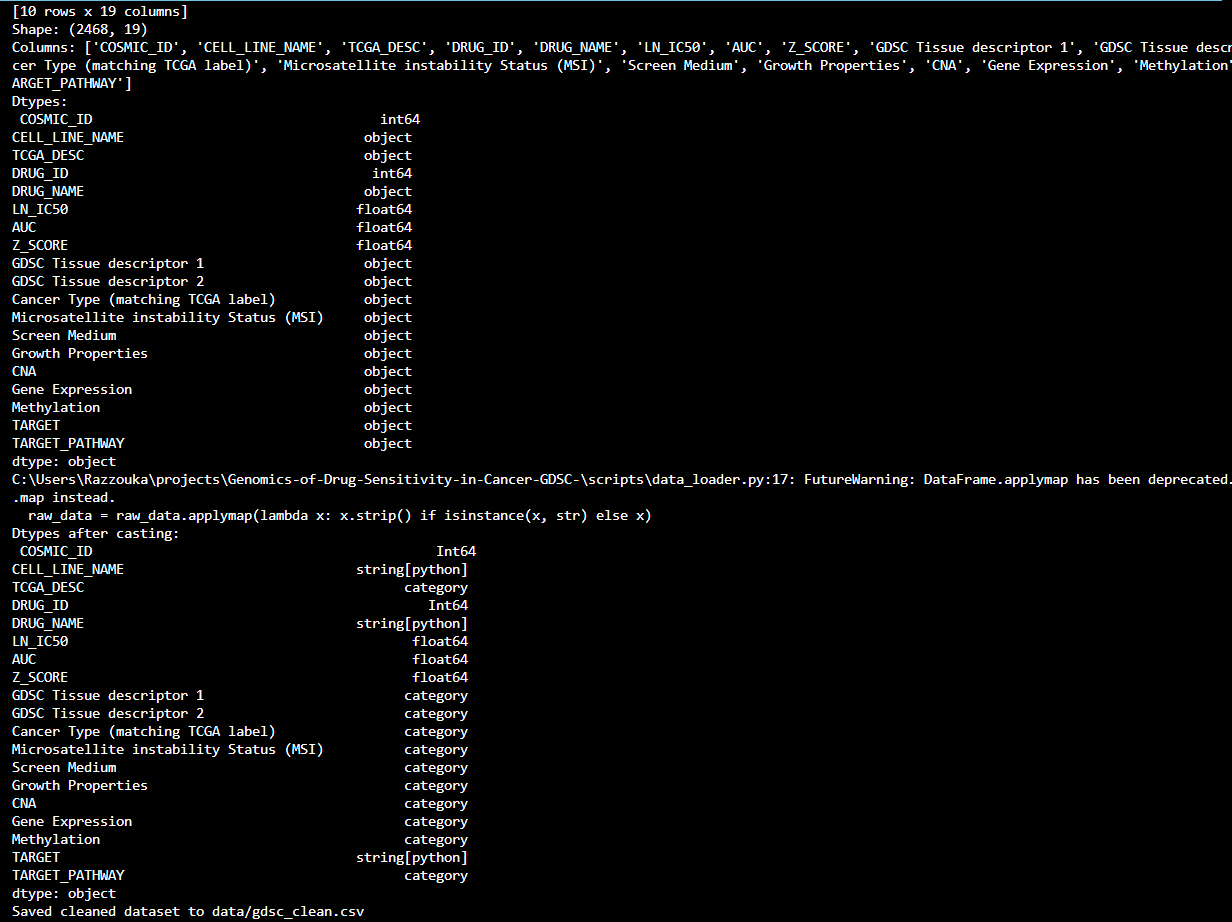 [10 rows x 19 columns]
Shape: (2468, 19)
Columns: ['COSMIC_ID', 'CELL_LINE_NAME', 'TCGA_DESC', 'DRUG_ID', 'DRUG_NAME', 'LN_IC50', 'AUC', 'Z_SCORE', 'GDSC Tissue descriptor 1', 'GDSC Tissue descr
cer Type (matching TCGA label)', 'Microsatellite instability Status (MSI)', 'Screen Medium', 'Growth Properties', 'CNA', 'Gene Expression', 'Methylation'
ARGET_PATHWAY']
Dtypes:
 COSMIC_ID                                    int64
CELL_LINE_NAME                              object
TCGA_DESC                                   object
DRUG_ID                                      int64
DRUG_NAME                                   object
LN_IC50                                    float64
AUC                                        float64
Z_SCORE                                    float64
GDSC Tissue descriptor 1                    object
GDSC Tissue descriptor 2                    object
Cancer Type (matching TCGA label)           object
Microsatellite instability Status (MSI)     object
Screen Medium                               object
Growth Properties                           object
CNA                                         object
Gene Expression                             object
Methylation                                 object
TARGET                                      object
TARGET_PATHWAY                              object
dtype: object
C:\Users\Razzouka\projects\Genomics-of-Drug-Sensitivity-in-Cancer-GDSC-\scripts\data_loader.py:17: FutureWarning: DataFrame.applymap has been deprecated.
.map instead.
  raw_data = raw_data.applymap(lambda x: x.strip() if isinstance(x, str) else x)
Dtypes after casting:
 COSMIC_ID                                           Int64
CELL_LINE_NAME                             string[python]
TCGA_DESC                                        category
DRUG_ID                                             Int64
DRUG_NAME                                  string[python]
LN_IC50                                           float64
AUC                                               float64
Z_SCORE                                           float64
GDSC Tissue descriptor 1                         category
GDSC Tissue descriptor 2                         category
Cancer Type (matching TCGA label)                category
Microsatellite instability Status (MSI)          category
Screen Medium                                    category
Growth Properties                                category
CNA                                              category
Gene Expression                                  category
Methylation                                      category
TARGET                                     string[python]
TARGET_PATHWAY                                   category
dtype: object
Saved cleaned dataset to data/gdsc_clean.csv